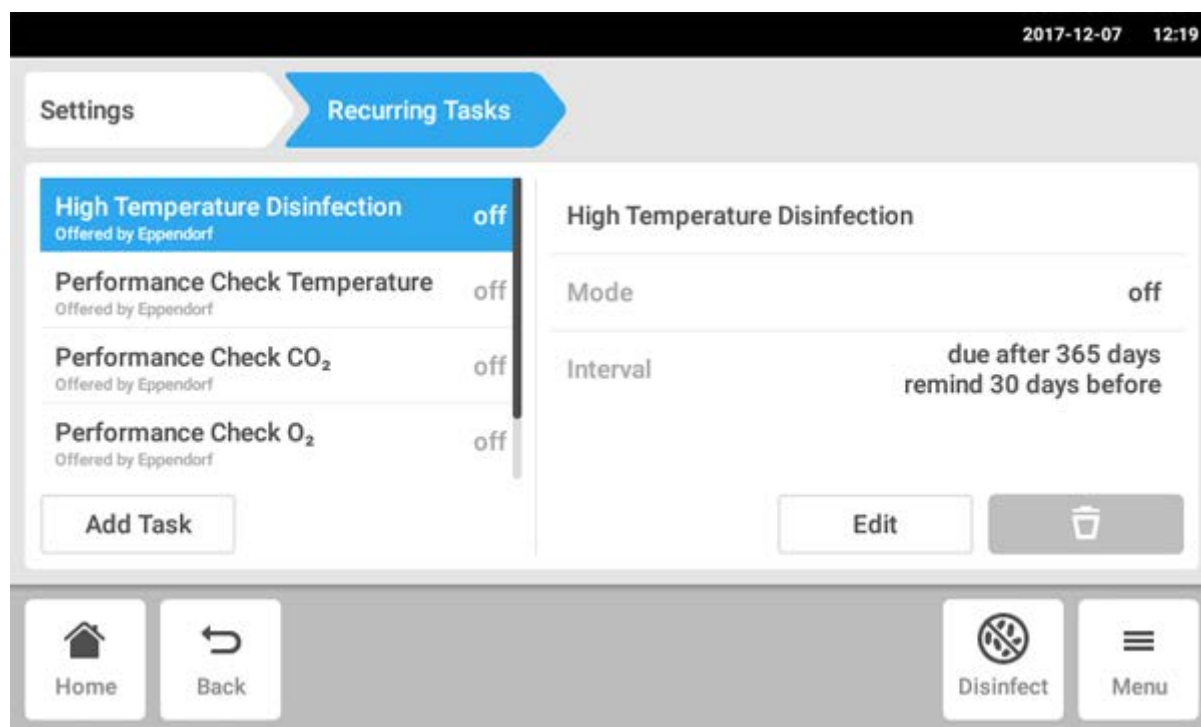 2017-12-07 12:19
Settings
Recurring Tasks
High Temperature Disinfection off
Offered by Eppendorf
Performance Check Temperature off
Offered by Eppendorf
Performance Check CO₂ off
Offered by Eppendorf
Performance Check O₂ off
Offered by Eppendorf
Add Task
High Temperature Disinfection
Mode off
Interval due after 365 days
remind 30 days before
Edit
Home
Back
Disinfect
Menu